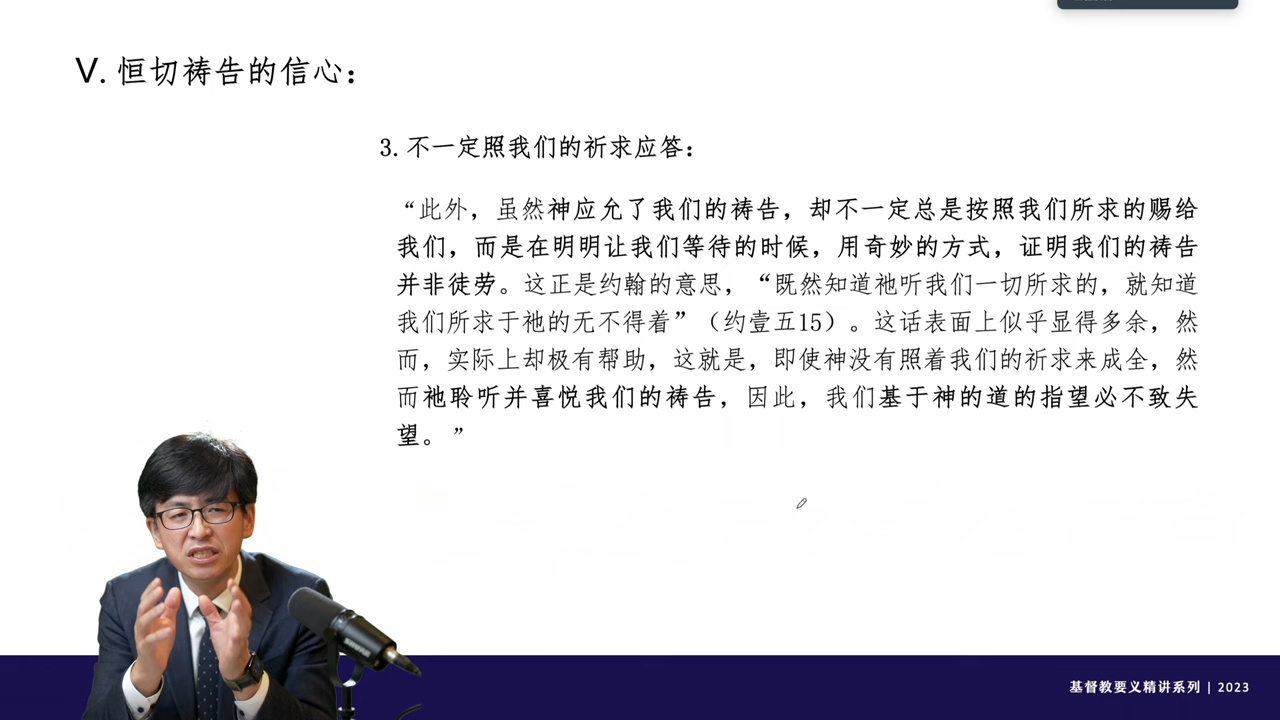 V. 恒切祷告的信心：
3. 不一定照我们的祈求应答：
“此外，虽然神应允了我们的祷告，却不一定总是按照我们所求的赐给
我们，而是在明明让我们等待的时候，用奇妙的方式，证明我们的祷告
并非徒劳。这正是约翰的意思，“既然知道祂听我们一切所求的，就知道
我们所求于祂的无不得着”（约壹五15）。这话表面上似乎显得多余，然
而，实际上却极有帮助，这就是，即使神没有照着我们的祈求来成全，然
而祂聆听并喜悦我们的祷告，因此，我们基于神的道的指望必不致失
望。”
基督教要义精讲系列 | 2023